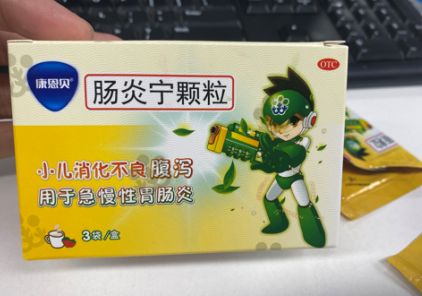 康恩贝
肠炎宁颗粒
OTC
小儿消化不良腹泻
用于急慢性胃肠炎
3袋/盒